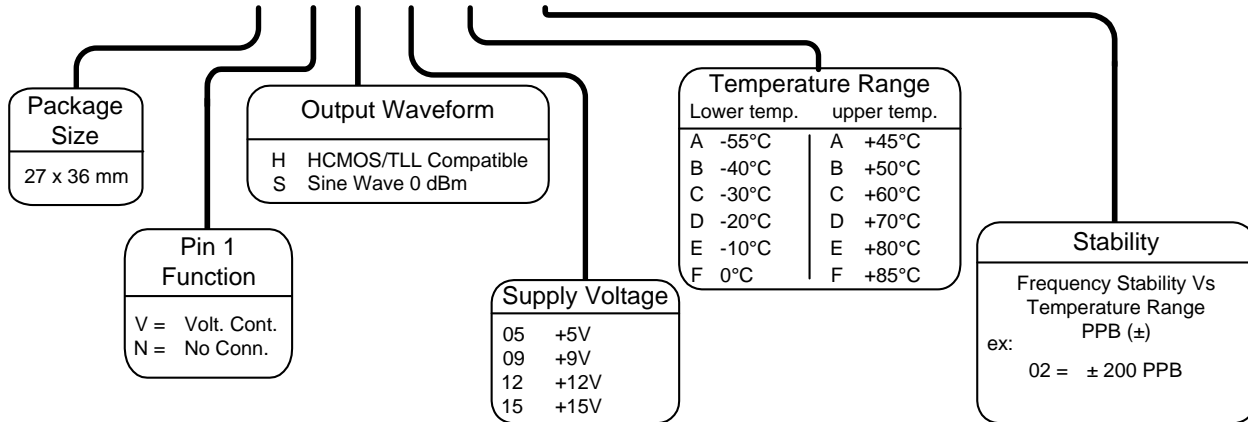 Package
Size
27 x 36 mm
Pin 1
Function
V = Volt. Cont.
N = No Conn.
Output Waveform
H HCMOS/TLL Compatible
S Sine Wave 0 dBm
Supply Voltage
05 +5V
09 +9V
12 +12V
15 +15V
Temperature Range
Lower temp. upper temp.
A -55°C A +45°C
B -40°C B +50°C
C -30°C C +60°C
D -20°C D +70°C
E -10°C E +80°C
F 0°C F +85°C
Stability
Frequency Stability Vs
Temperature Range
PPB (±)
ex:
02 = ± 200 PPB